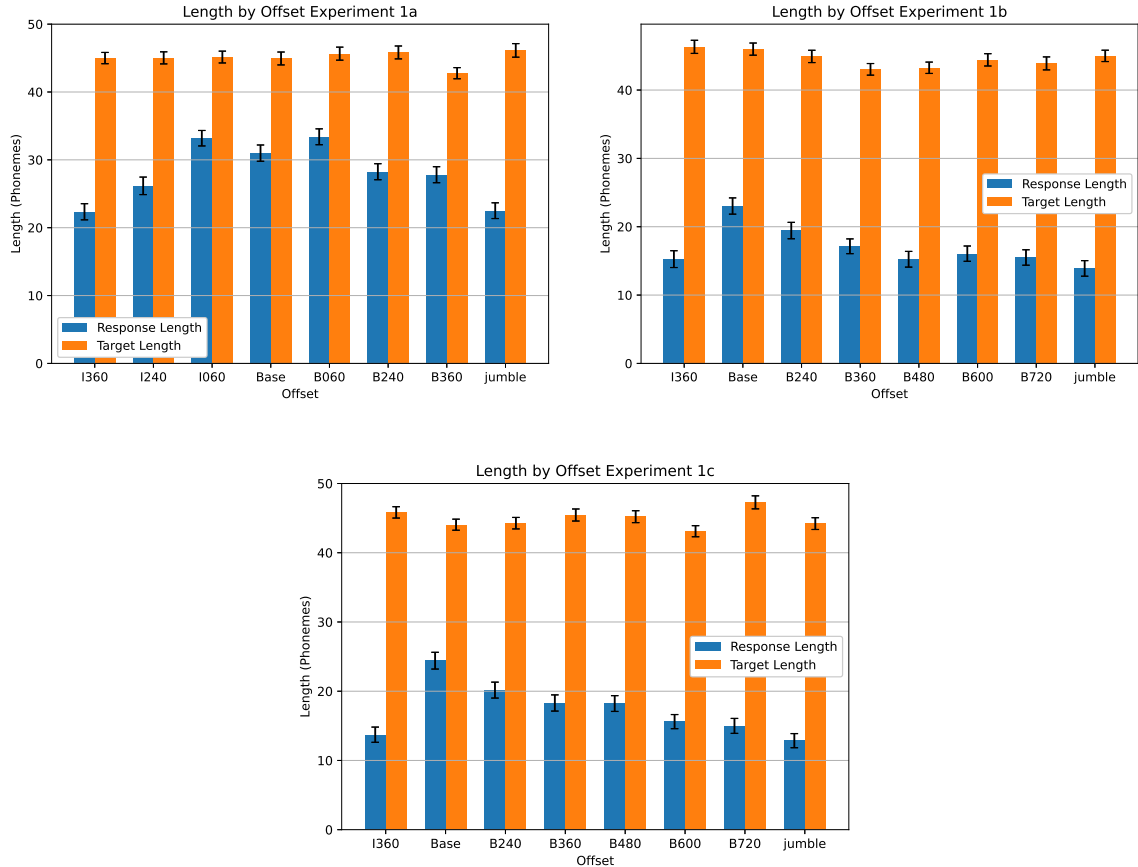 Length by Offset Experiment 1a
Length (Phonemes)
50
40
30
20
10
0
Response Length
Target Length
I360 I240 I060 Base B060 B240 B360 jumble
Offset
Length by Offset Experiment 1b
Length (Phonemes)
40
30
20
10
0
Response Length
Target Length
I360 Base B240 B360 B480 B600 B720 jumble
Offset
Length by Offset Experiment 1c
Length (Phonemes)
50
40
30
20
10
0
Response Length
Target Length
I360 Base B240 B360 B480 B600 B720 jumble
Offset